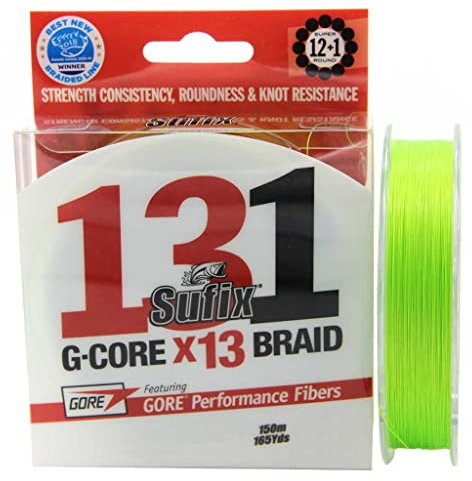 BEST NEW
WINNER
BRAIDED LINE
SUPER
12+1
ROUND
STRENGTH CONSISTENCY, ROUNDNESS & KNOT RESISTANCE
Sufix
131
Sufix®
G-CORE X13 BRAID
GORE
Featuring
GORE® Performance Fibers
150m
165Yds